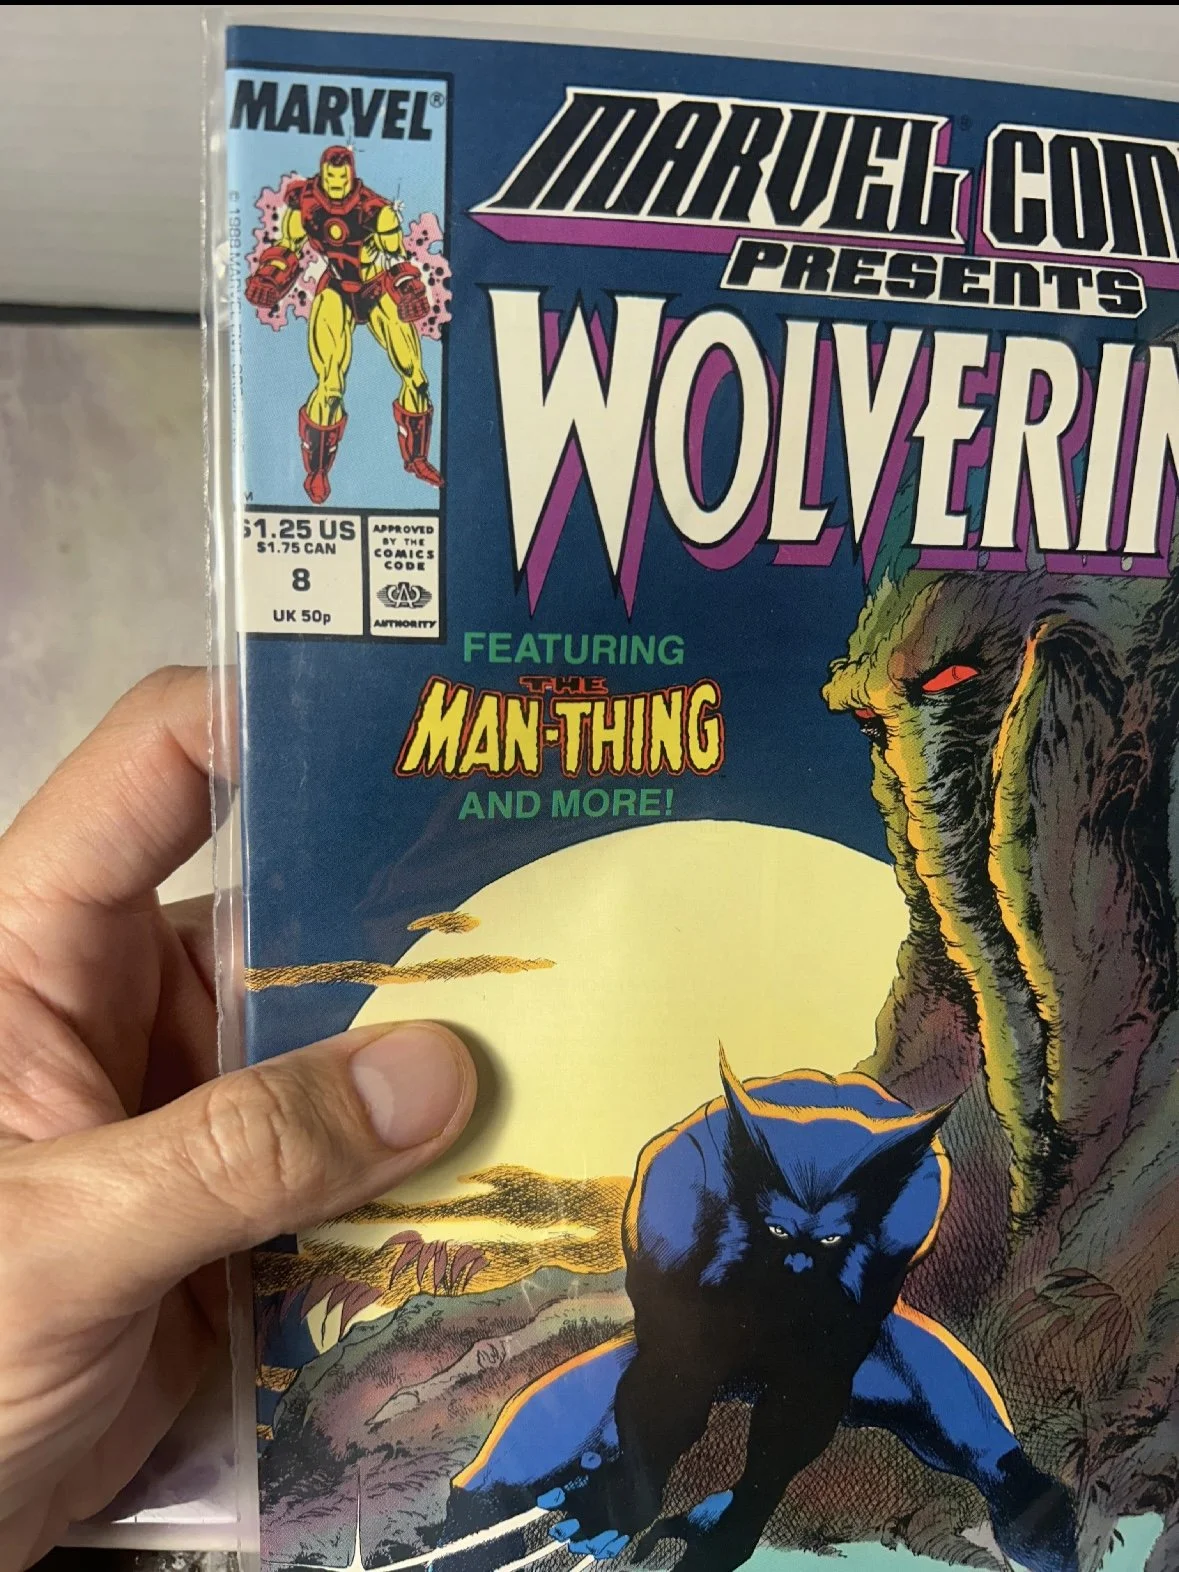 MARVEL®
MARVEL COM
PRESENTS
WOLVERIN
$1.25 US
$1.75 CAN
8
UK 50p
APPROVED
BY THE
COMICS
CODE
CA
AUTHORITY
FEATURING
THE
MAN-THING
AND MORE!